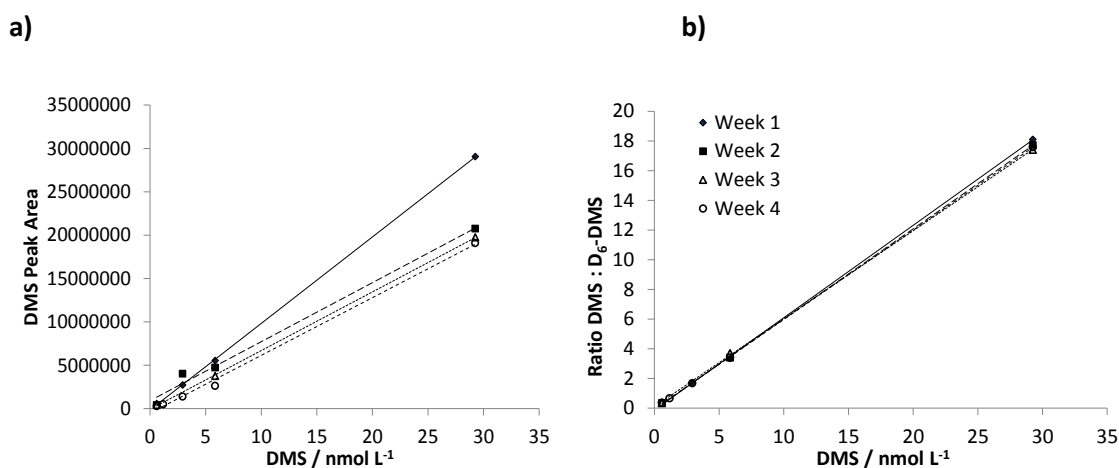 a)
DMS Peak Area
35000000
30000000
25000000
20000000
15000000
10000000
5000000
0
0 5 10 15 20 25 30 35
DMS / nmol L⁻¹
b)
Ratio DMS : D₆-DMS
20
18
16
14
12
10
8
6
4
2
0
Week 1
Week 2
Week 3
Week 4
0 5 10 15 20 25 30 35
DMS / nmol L⁻¹